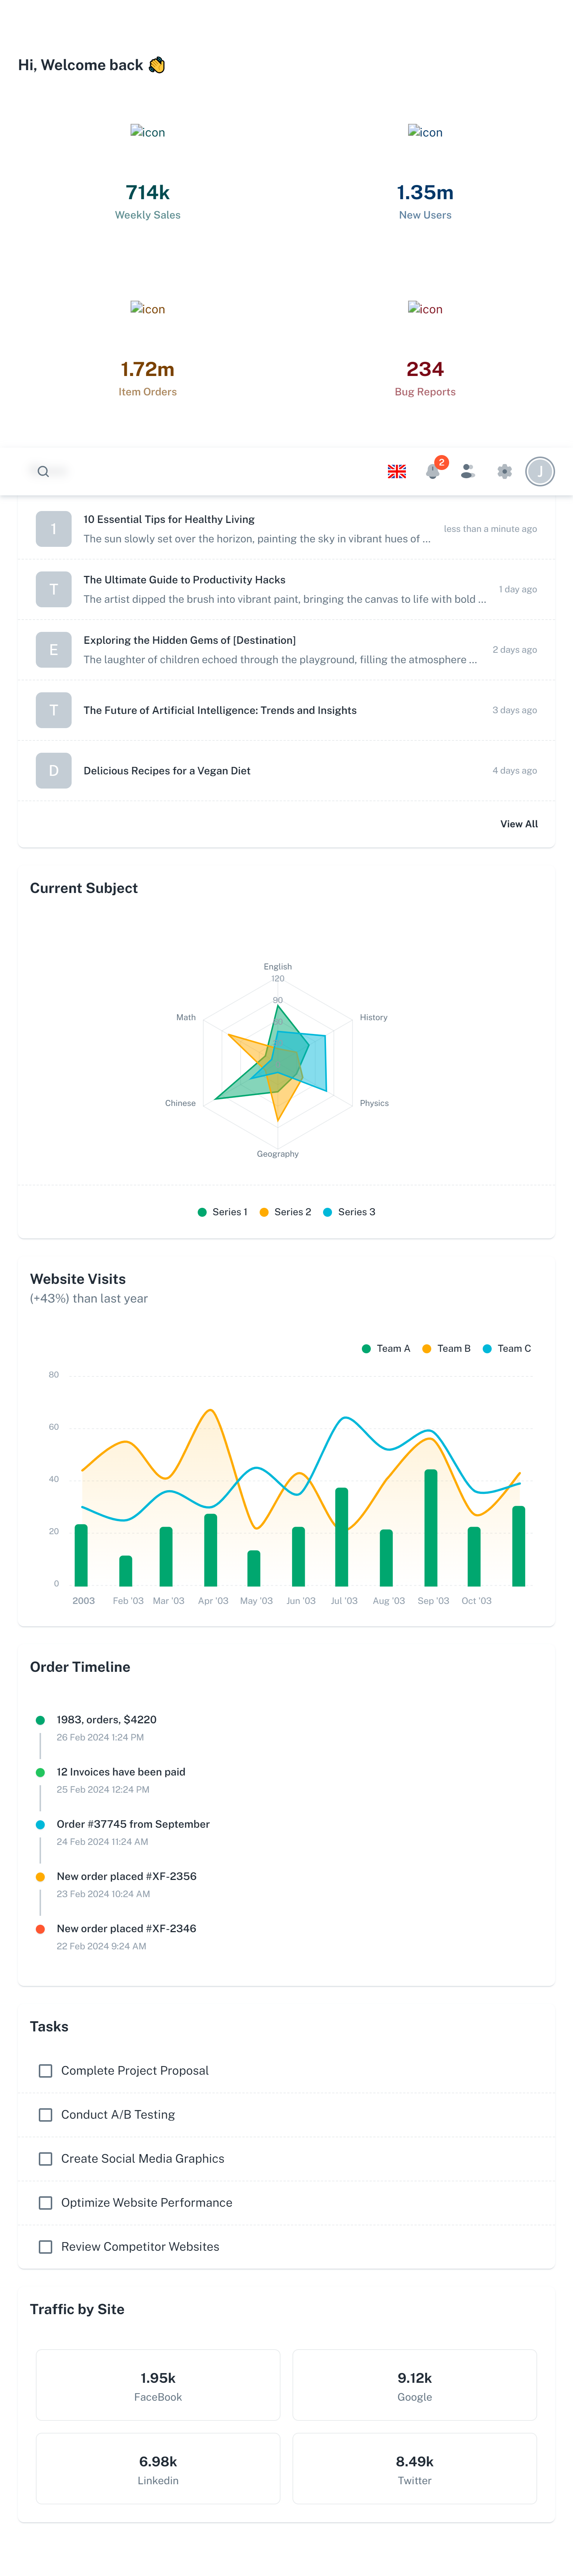 Hi, Welcome back 👋
icon
714k
Weekly Sales
icon
1.35m
New Users
icon
1.72m
Item Orders
icon
234
Bug Reports
2
J
1
10 Essential Tips for Healthy Living
The sun slowly set over the horizon, painting the sky in vibrant hues of ...
less than a minute ago
T
The Ultimate Guide to Productivity Hacks
The artist dipped the brush into vibrant paint, bringing the canvas to life with bold ...
1 day ago
E
Exploring the Hidden Gems of [Destination]
The laughter of children echoed through the playground, filling the atmosphere ...
2 days ago
T
The Future of Artificial Intelligence: Trends and Insights
3 days ago
D
Delicious Recipes for a Vegan Diet
4 days ago
View All
Current Subject
English
120
90
Math
History
Chinese
Physics
Geography
Series 1
Series 2
Series 3
Website Visits
(+43%) than last year
Team A
Team B
Team C
80
60
40
20
0
2003
Feb '03
Mar '03
Apr '03
May '03
Jun '03
Jul '03
Aug '03
Sep '03
Oct '03
Order Timeline
1983, orders, $4220
26 Feb 2024 1:24 PM
12 Invoices have been paid
25 Feb 2024 12:24 PM
Order #37745 from September
24 Feb 2024 11:24 AM
New order placed #XF-2356
23 Feb 2024 10:24 AM
New order placed #XF-2346
22 Feb 2024 9:24 AM
Tasks
Complete Project Proposal
Conduct A/B Testing
Create Social Media Graphics
Optimize Website Performance
Review Competitor Websites
Traffic by Site
1.95k
FaceBook
9.12k
Google
6.98k
Linkedin
8.49k
Twitter